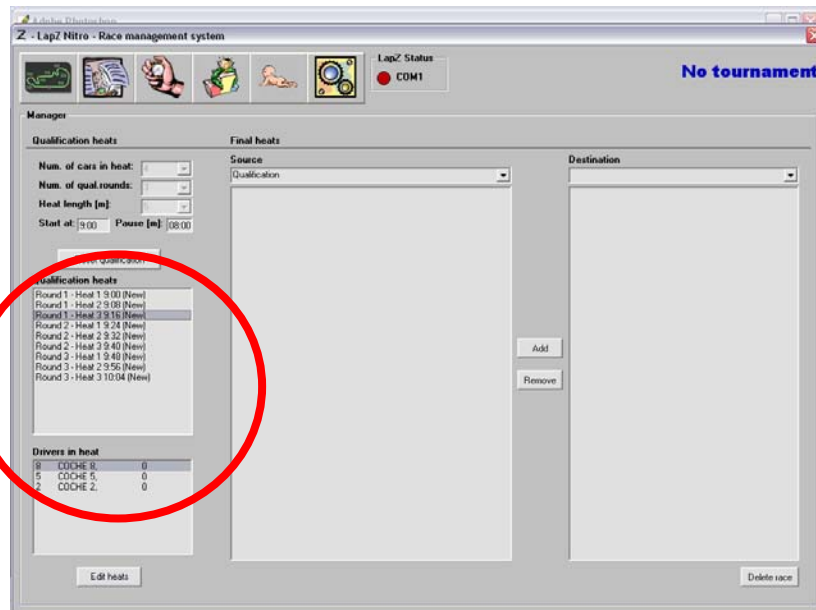 Adobe Photoshop
Z - LapZ Nitro - Race management system
LapZ Status
COM1
No tournament
Manager
Qualification heats
Final heats
Num. of cars in heat: 4
Num. of qual.rounds: 3
Heat length [m]: 5
Start at: 9:00 Pause [m]: 08:00
Source
Qualification
Destination
Qualification heats
Round 1 - Heat 1 9:00 (New)
Round 1 - Heat 2 9:08 (New)
Round 1 - Heat 3 9:16 (New)
Round 2 - Heat 1 9:24 (New)
Round 2 - Heat 2 9:32 (New)
Round 2 - Heat 3 9:40 (New)
Round 3 - Heat 1 9:48 (New)
Round 3 - Heat 2 9:56 (New)
Round 3 - Heat 3 10:04 (New)
Add
Remove
Drivers in heat
8 COCHE 8, 0
5 COCHE 5, 0
2 COCHE 2, 0
Edit heats
Delete race